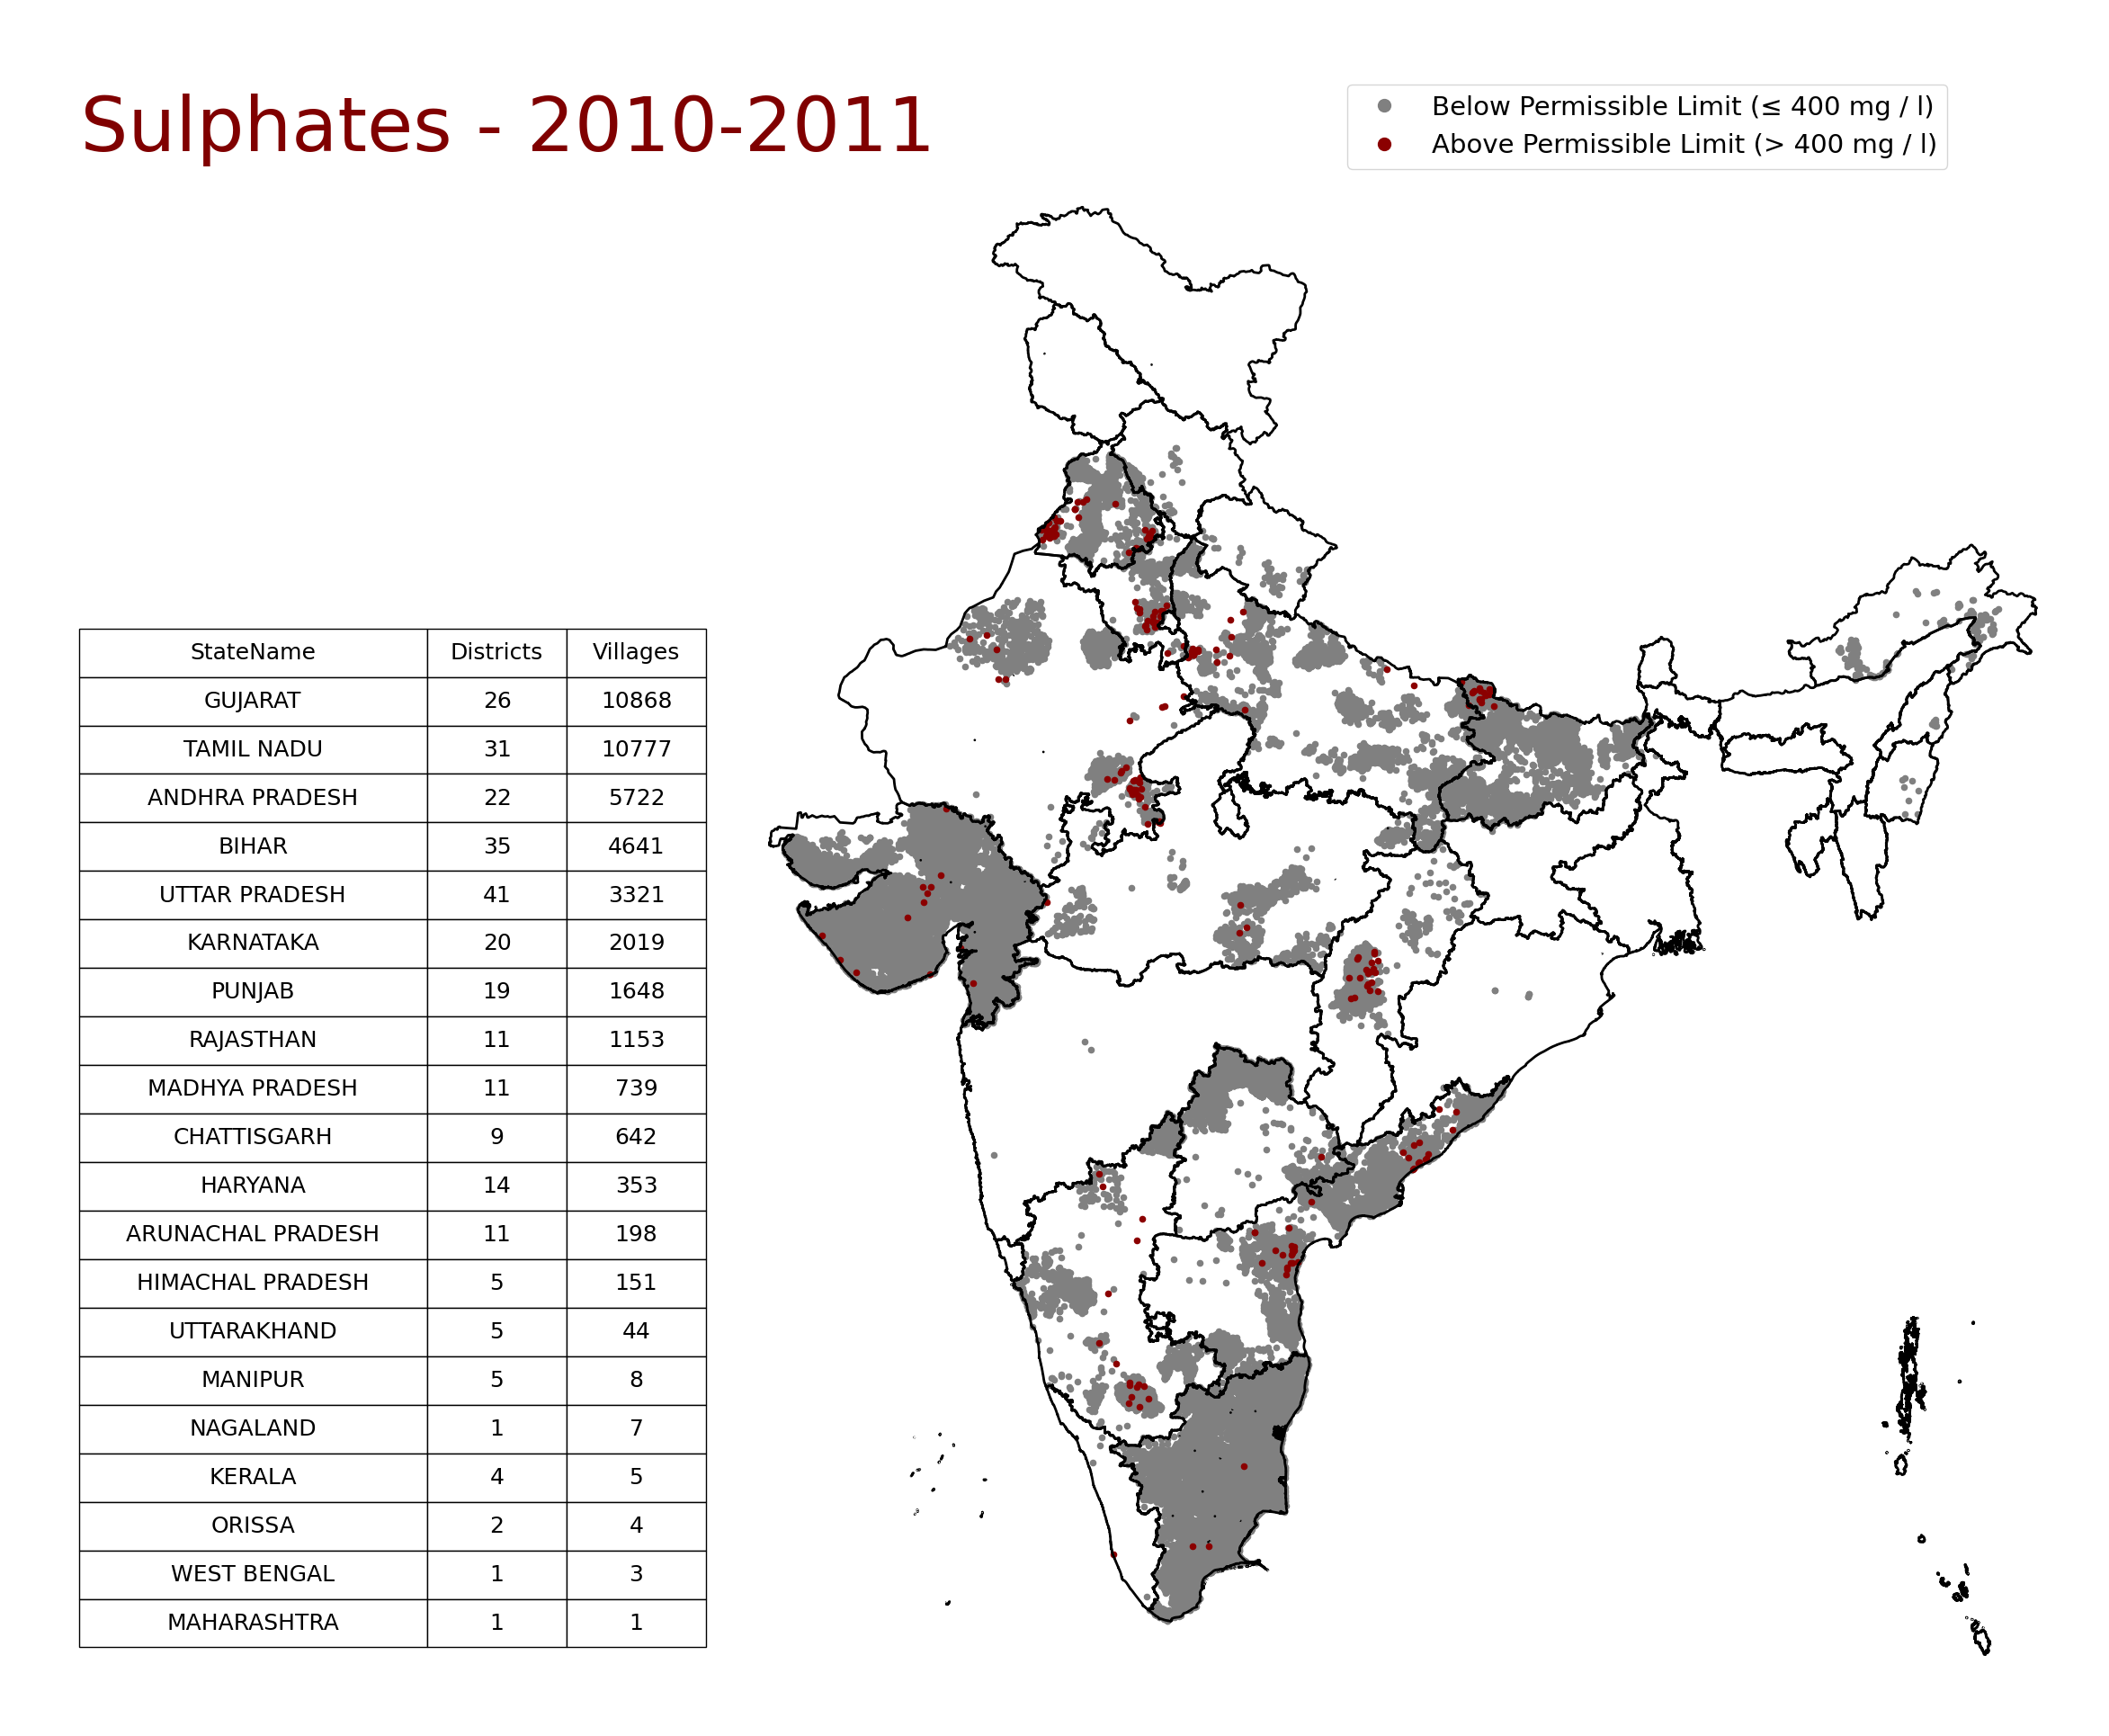 Sulphates - 2010-2011
Below Permissible Limit (≤ 400 mg / l)
Above Permissible Limit (> 400 mg / l)
StateName Districts Villages
GUJARAT 26 10868
TAMIL NADU 31 10777
ANDHRA PRADESH 22 5722
BIHAR 35 4641
UTTAR PRADESH 41 3321
KARNATAKA 20 2019
PUNJAB 19 1648
RAJASTHAN 11 1153
MADHYA PRADESH 11 739
CHATTISGARH 9 642
HARYANA 14 353
ARUNACHAL PRADESH 11 198
HIMACHAL PRADESH 5 151
UTTARAKHAND 5 44
MANIPUR 5 8
NAGALAND 1 7
KERALA 4 5
ORISSA 2 4
WEST BENGAL 1 3
MAHARASHTRA 1 1